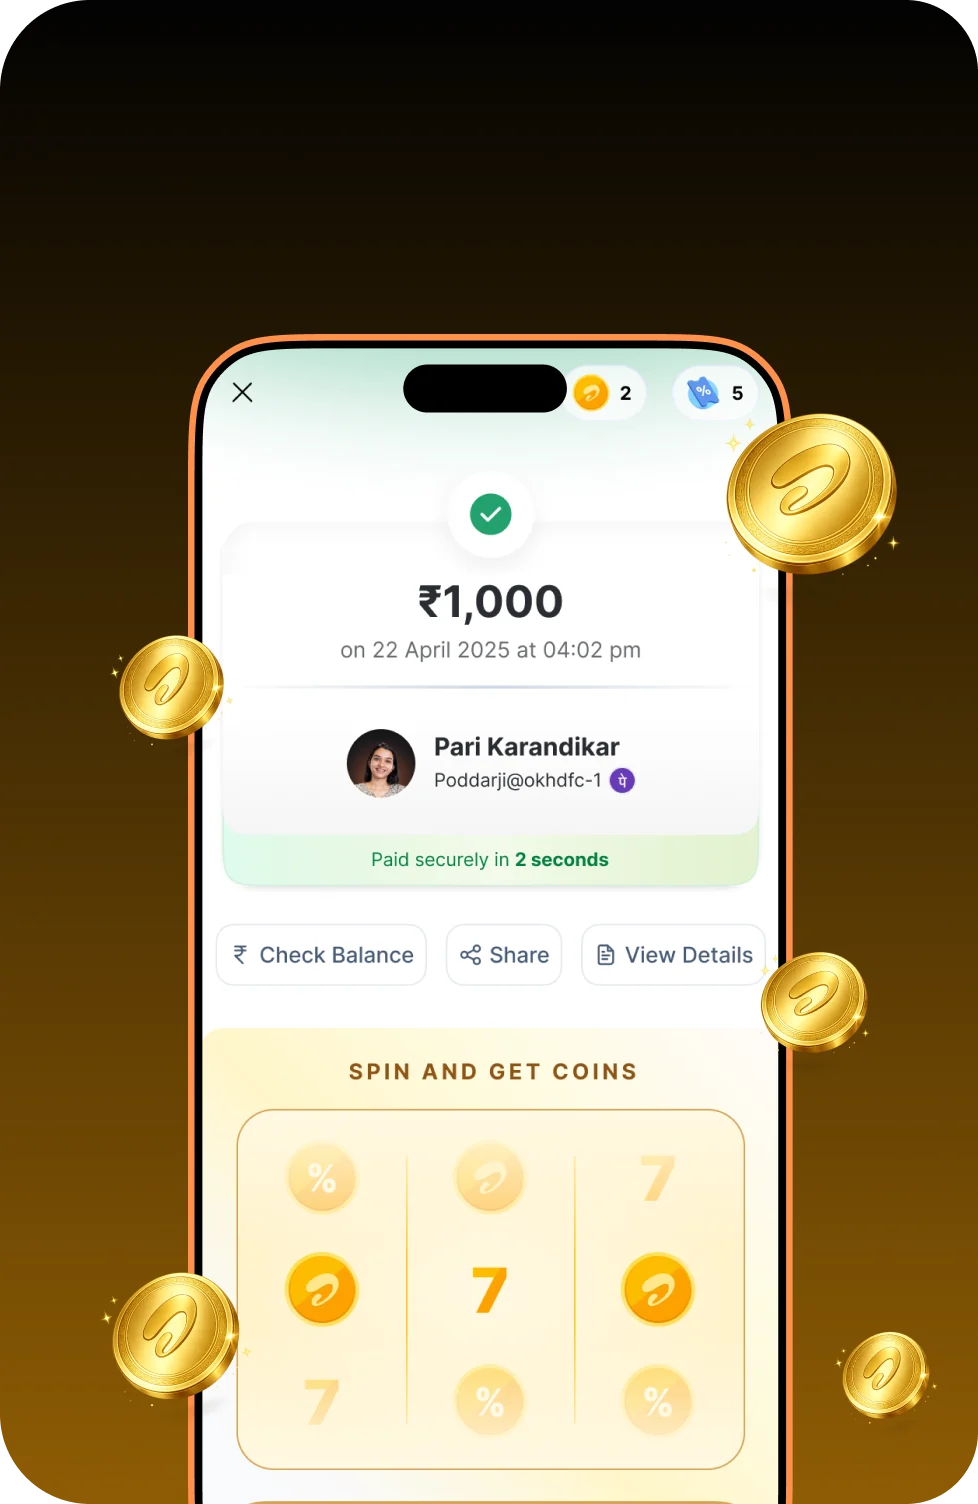 2
%
5
₹1,000
on 22 April 2025 at 04:02 pm
Pari Karandikar
Poddarji@okhdfc-1 पे
Paid securely in 2 seconds
₹ Check Balance
Share
View Details
SPIN AND GET COINS
% 7
7
7 % %